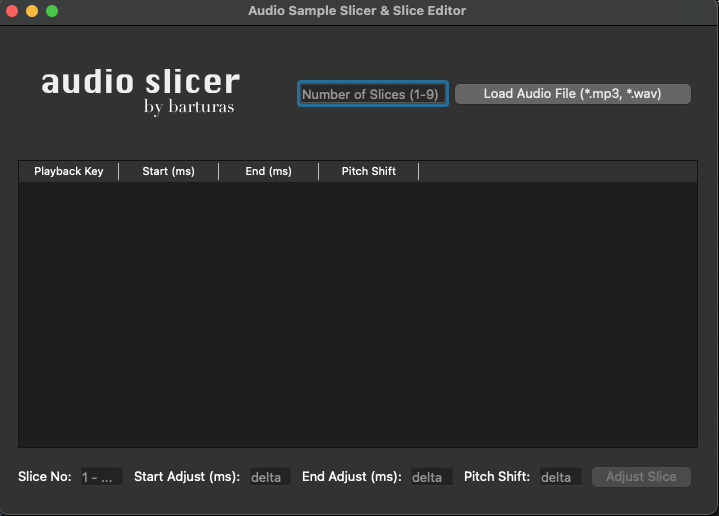 Audio Sample Slicer & Slice Editor
audio slicer
by barturas
Number of Slices (1-9) Load Audio File (*.mp3, *.wav)
Playback Key Start (ms) End (ms) Pitch Shift
Slice No: 1 - ... Start Adjust (ms): delta End Adjust (ms): delta Pitch Shift: delta Adjust Slice